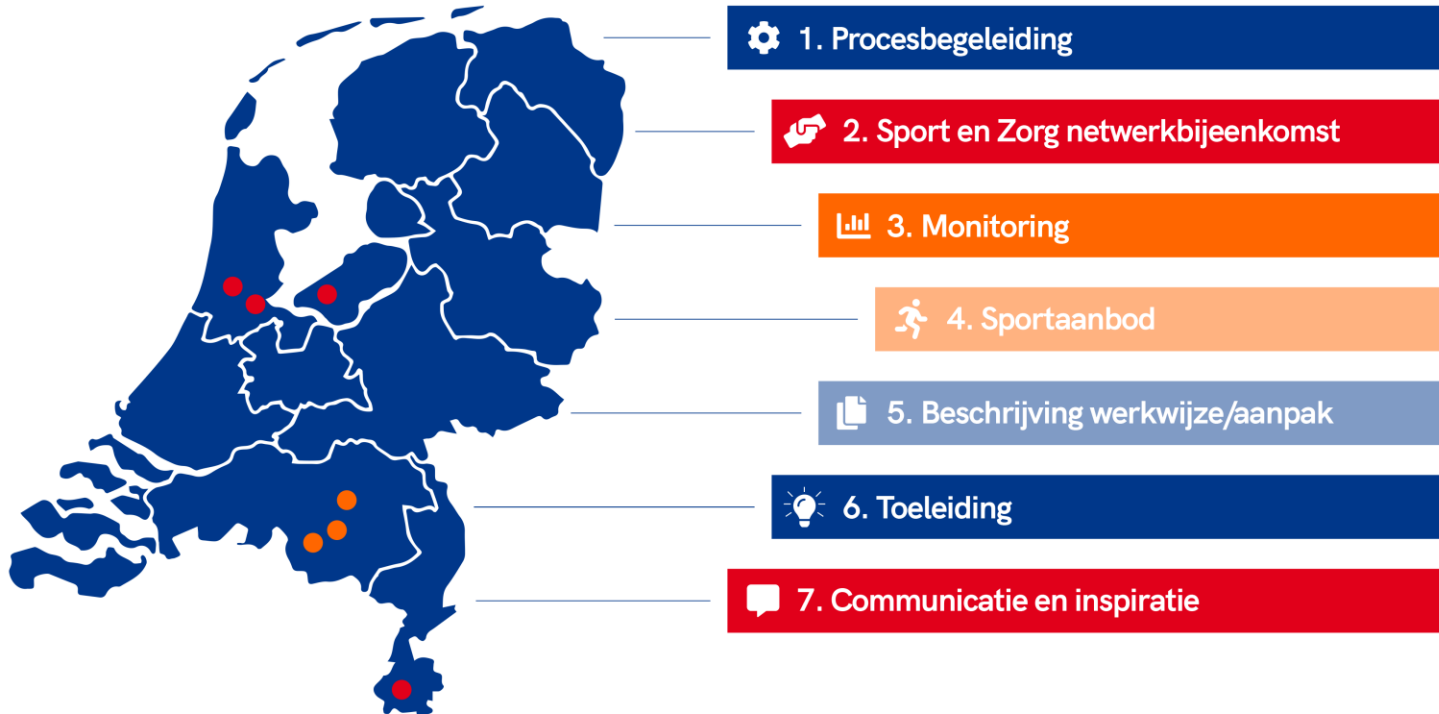 1. Procesbegeleiding
2. Sport en Zorg netwerkbijeenkomst
3. Monitoring
4. Sportaanbod
5. Beschrijving werkwijze/aanpak
6. Toeleiding
7. Communicatie en inspiratie